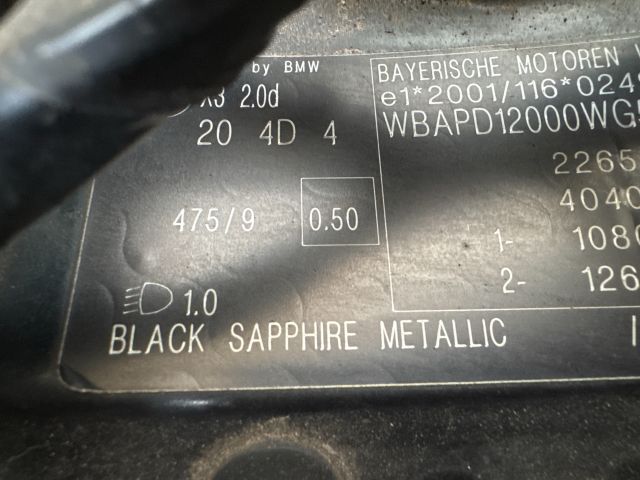 by BMW
X3 2.0d
20 4D 4
475/9 0.50
1.0
BLACK SAPPHIRE METALLIC
BAYERISCHE MOTOREN
e1*2001/116*024
WBAPD12000WG
2265
4040
1- 1080
2- 126